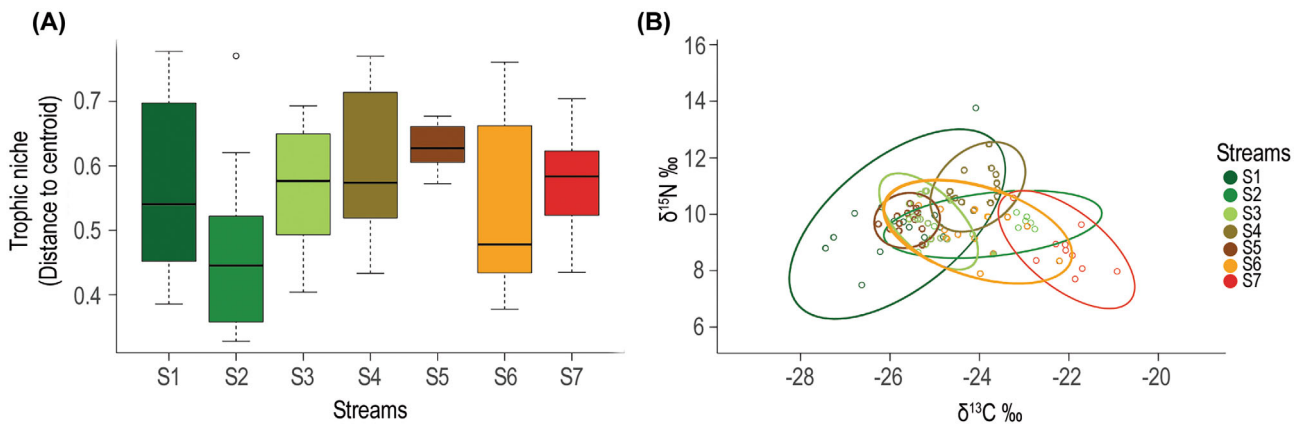 (A)
Trophic niche
(Distance to centroid)
0.7
0.6
0.5
0.4
S1 S2 S3 S4 S5 S6 S7
Streams
(B)
δ15N ‰
16
14
12
10
8
6
-28 -26 -24 -22 -20
δ13C ‰
Streams
S1
S2
S3
S4
S5
S6
S7